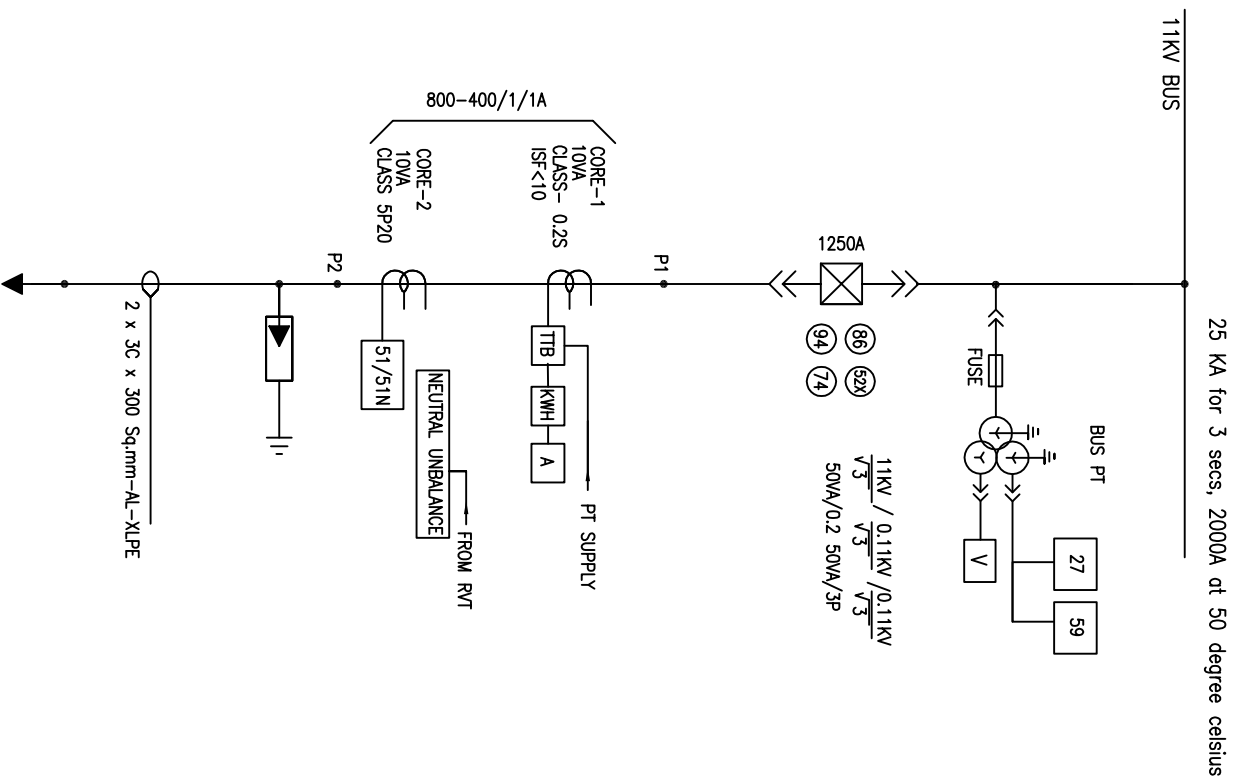 25 KA for 3 secs, 2000A at 50 degree celsius
11KV BUS
BUS PT
27
59
V
FUSE
1250A
86
52X
94
74
11KV / 0.11KV /0.11KV
√3 √3 √3
50VA/0.2 50VA/3P
P1
800-400/1/1A
CORE-1
10VA
CLASS- 0.2S
ISF<10
TTB
KWH
A
PT SUPPLY
CORE-2
10VA
CLASS 5P20
51/51N
NEUTRAL UNBALANCE
FROM RVT
P2
2 x 3C x 300 Sq.mm-AL-XLPE